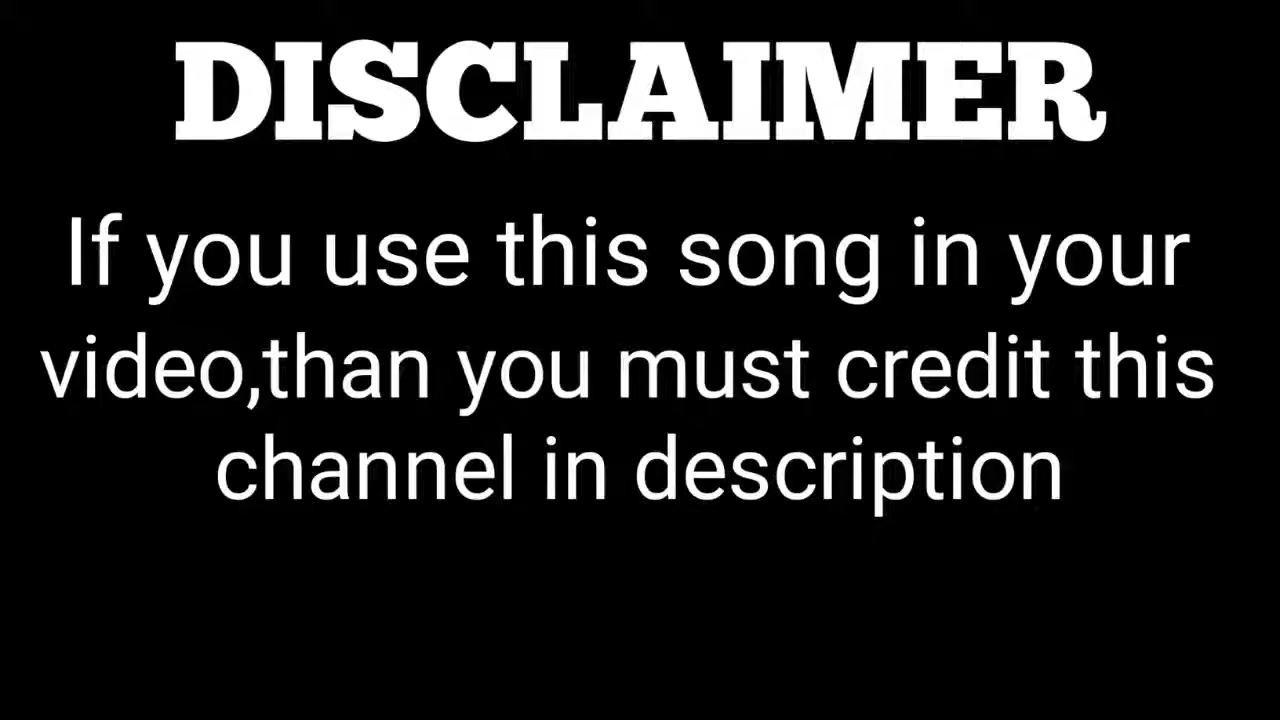 DISCLAIMER
If you use this song in your
video,than you must credit this
channel in description